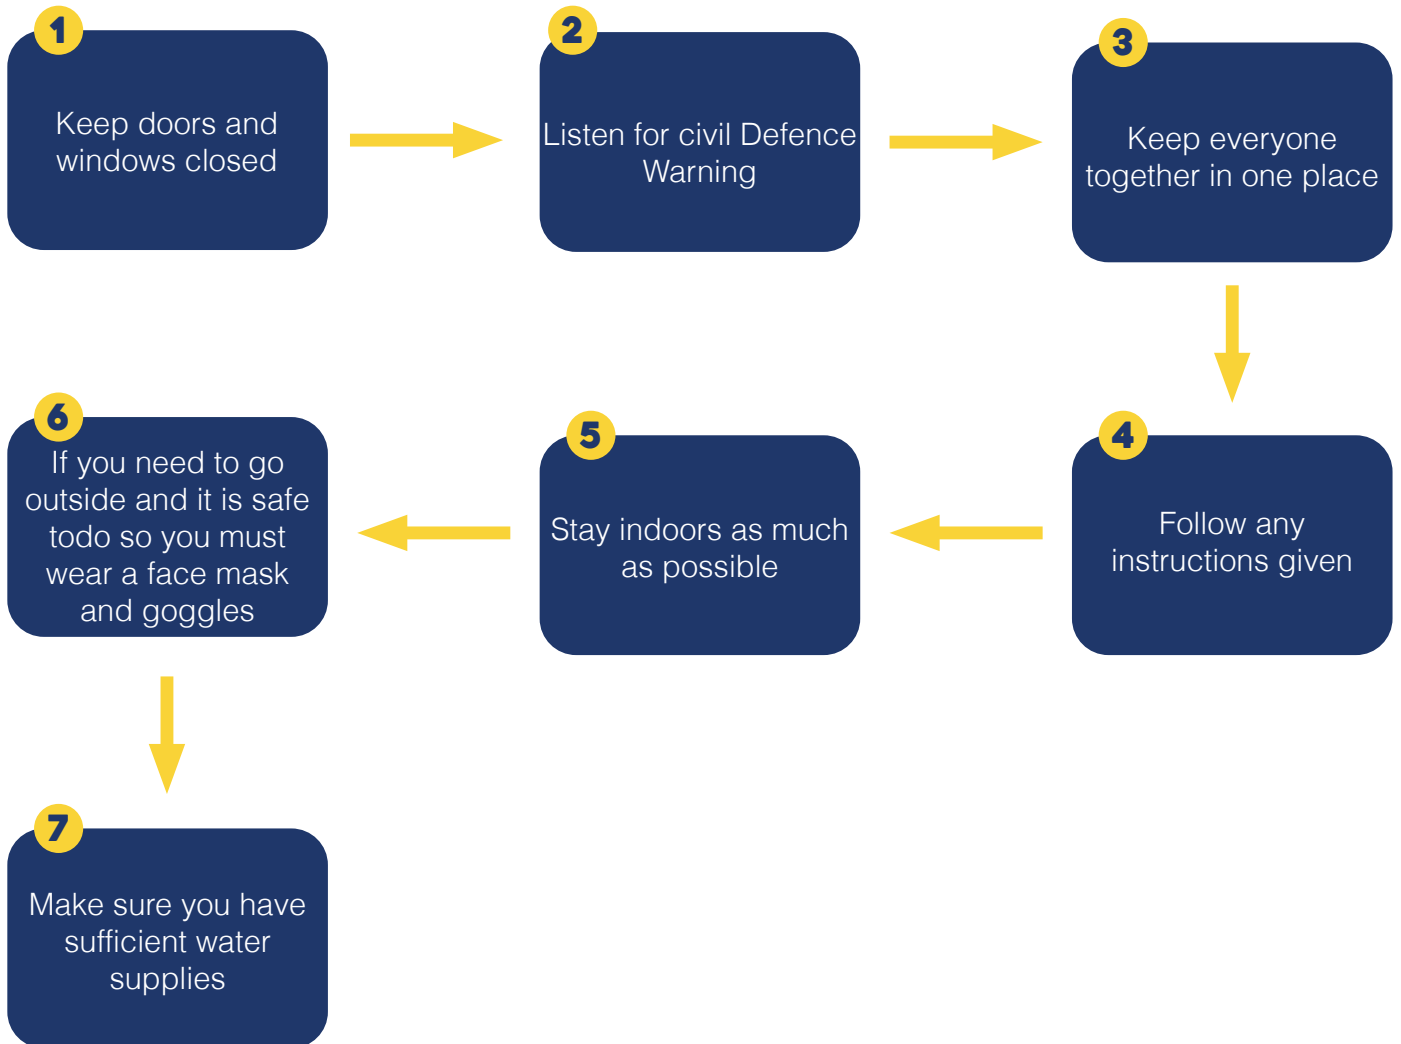 1
Keep doors and
windows closed
2
Listen for civil Defence
Warning
3
Keep everyone
together in one place
4
Follow any
instructions given
5
Stay indoors as much
as possible
6
If you need to go
outside and it is safe
todo so you must
wear a face mask
and goggles
7
Make sure you have
sufficient water
supplies